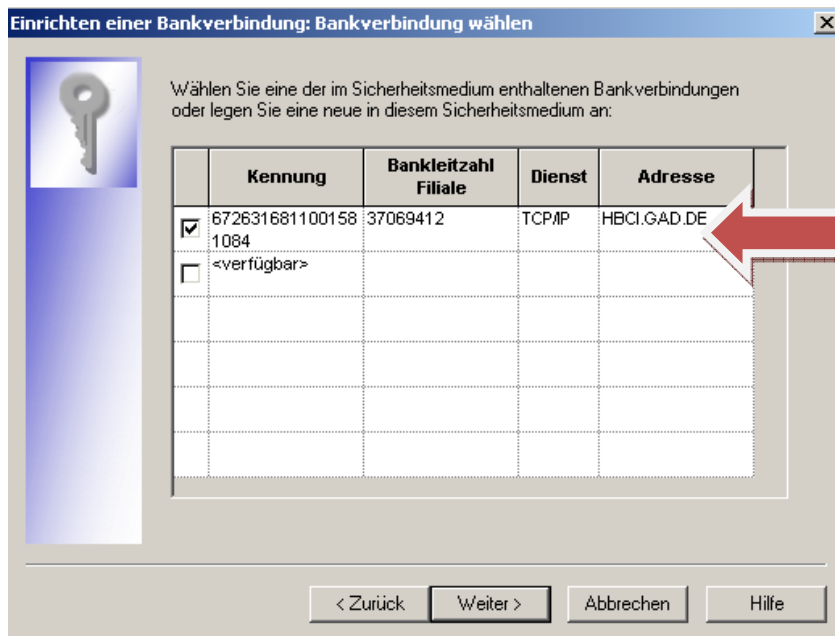 Einrichten einer Bankverbindung: Bankverbindung wählen
Wählen Sie eine der im Sicherheitsmedium enthaltenen Bankverbindungen
oder legen Sie eine neue in diesem Sicherheitsmedium an:
Kennung Bankleitzahl Filiale Dienst Adresse
672631681100158 37069412 TCP/IP HBCI.GAD.DE
1084
<verfügbar>
< Zurück Weiter > Abbrechen Hilfe